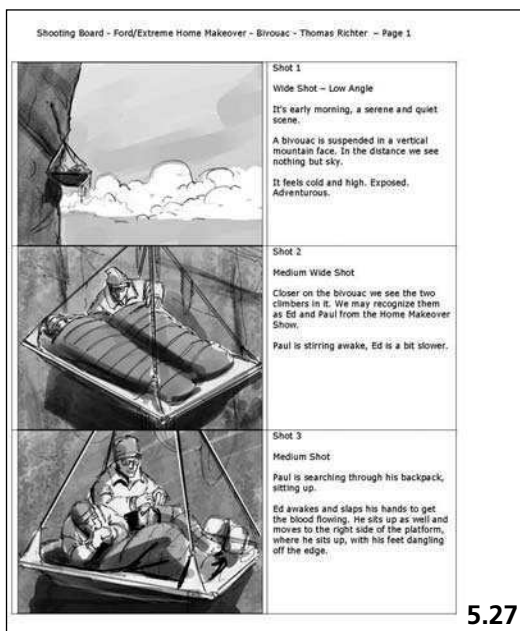 Shooting Board - Ford/Extreme Home Makeover - Bivouac - Thomas Richter – Page 1
Shot 1
Wide Shot – Low Angle
It's early morning, a serene and quiet
scene.
A bivouac is suspended in a vertical
mountain face. In the distance we see
nothing but sky.
It feels cold and high. Exposed.
Adventurous.
Shot 2
Medium Wide Shot
Closer on the bivouac we see the two
climbers in it. We may recognize them
as Ed and Paul from the Home Makeover
Show.
Paul is stirring awake, Ed is a bit slower.
Shot 3
Medium Shot
Paul is searching through his backpack,
sitting up.
Ed awakes and slaps his hands to get
the blood flowing. He sits up as well and
moves to the right side of the platform,
where he sits up, with his feet dangling
off the edge.
5.27